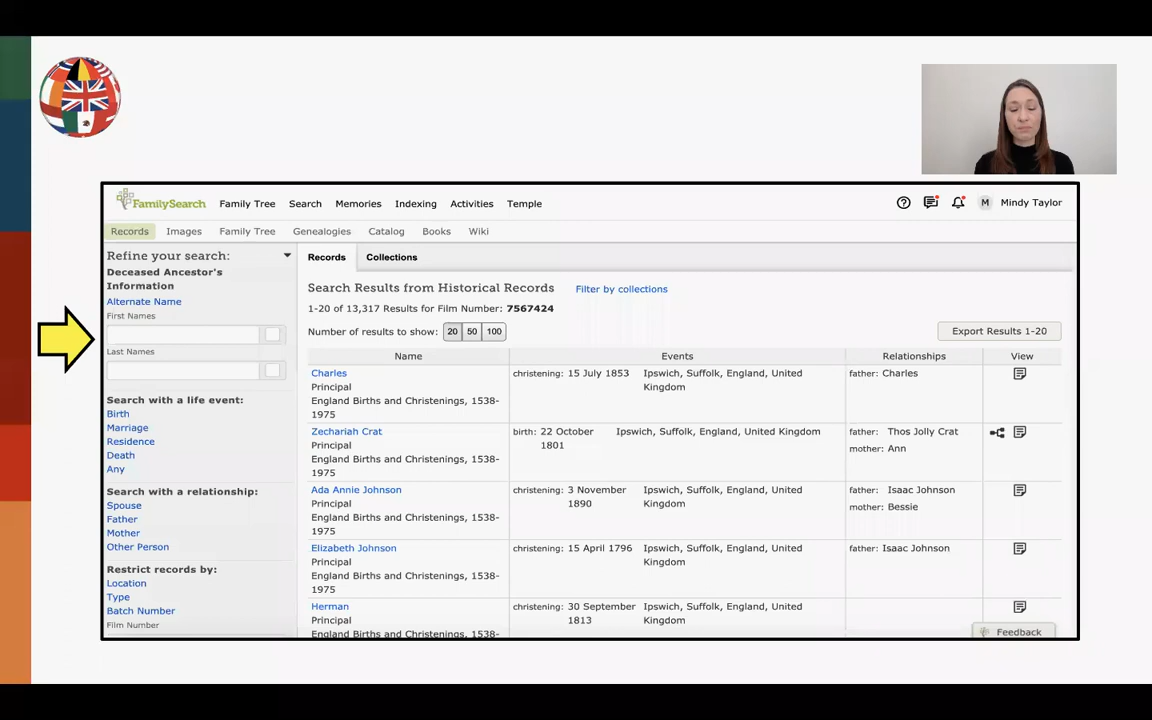 FamilySearch Family Tree Search Memories Indexing Activities Temple M Mindy Taylor
Records Images Family Tree Genealogies Catalog Books Wiki
Refine your search:
Deceased Ancestor's
Information
Alternate Name
First Names
Last Names
Search with a life event:
Birth
Marriage
Residence
Death
Any
Search with a relationship:
Spouse
Father
Mother
Other Person
Restrict records by:
Location
Type
Batch Number
Film Number
Records Collections
Search Results from Historical Records Filter by collections
1-20 of 13,317 Results for Film Number: 7567424
Number of results to show: 20 50 100 Export Results 1-20
Name Events Relationships View
Charles christening: 15 July 1853 Ipswich, Suffolk, England, United father: Charles
Principal Kingdom
England Births and Christenings, 1538-
1975
Zechariah Crat birth: 22 October Ipswich, Suffolk, England, United Kingdom father: Thos Jolly Crat
Principal 1801 mother: Ann
England Births and Christenings, 1538-
1975
Ada Annie Johnson christening: 3 November Ipswich, Suffolk, England, United father: Isaac Johnson
Principal 1890 Kingdom mother: Bessie
England Births and Christenings, 1538-
1975
Elizabeth Johnson christening: 15 April 1796 Ipswich, Suffolk, England, United father: Isaac Johnson
Principal Kingdom
England Births and Christenings, 1538-
1975
Herman christening: 30 September Ipswich, Suffolk, England, United
Principal 1813 Kingdom
England Births and Christenings, 1538-
Feedback